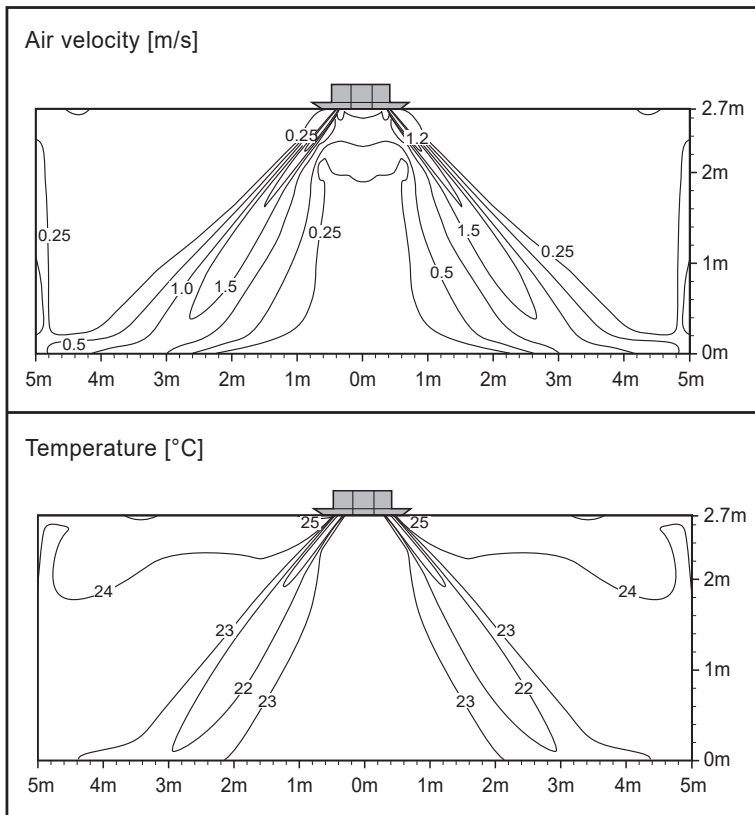 Air velocity [m/s]
2.7m
0.25 1.2
2m
0.25 0.25 1.5 0.25
1.0 1.5 0.5 1m
0.5
0m
5m 4m 3m 2m 1m 0m 1m 2m 3m 4m 5m
Temperature [°C]
25 25 2.7m
24 24 2m
23 23
22 22 1m
23 23
0m
5m 4m 3m 2m 1m 0m 1m 2m 3m 4m 5m